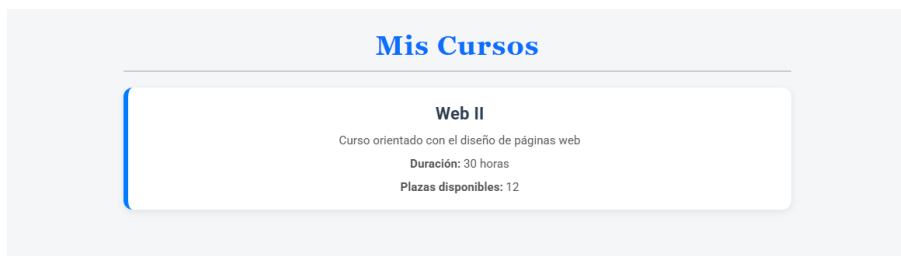 Mis Cursos
Web II
Curso orientado con el diseño de páginas web
Duración: 30 horas
Plazas disponibles: 12